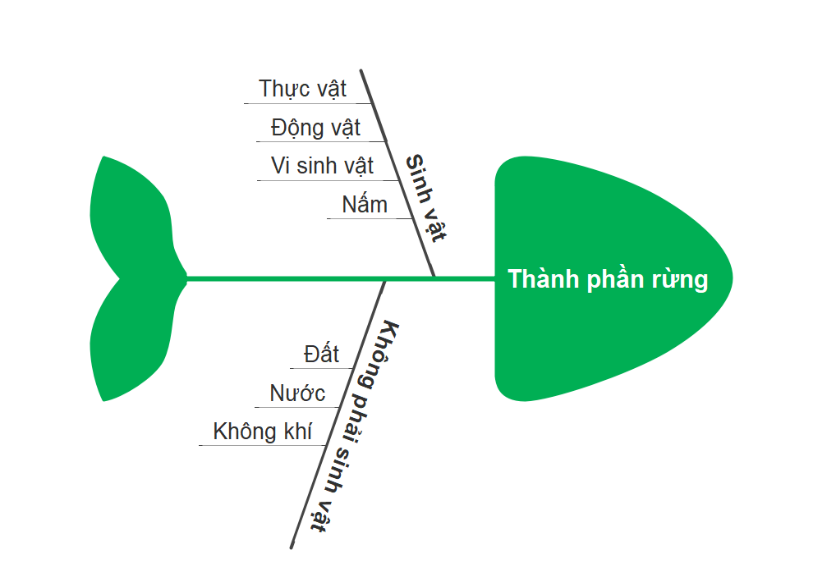 Thực vật
Động vật
Vi sinh vật
Nấm
Sinh vật
Thành phần rừng
Đất
Nước
Không khí
Không phải sinh vật